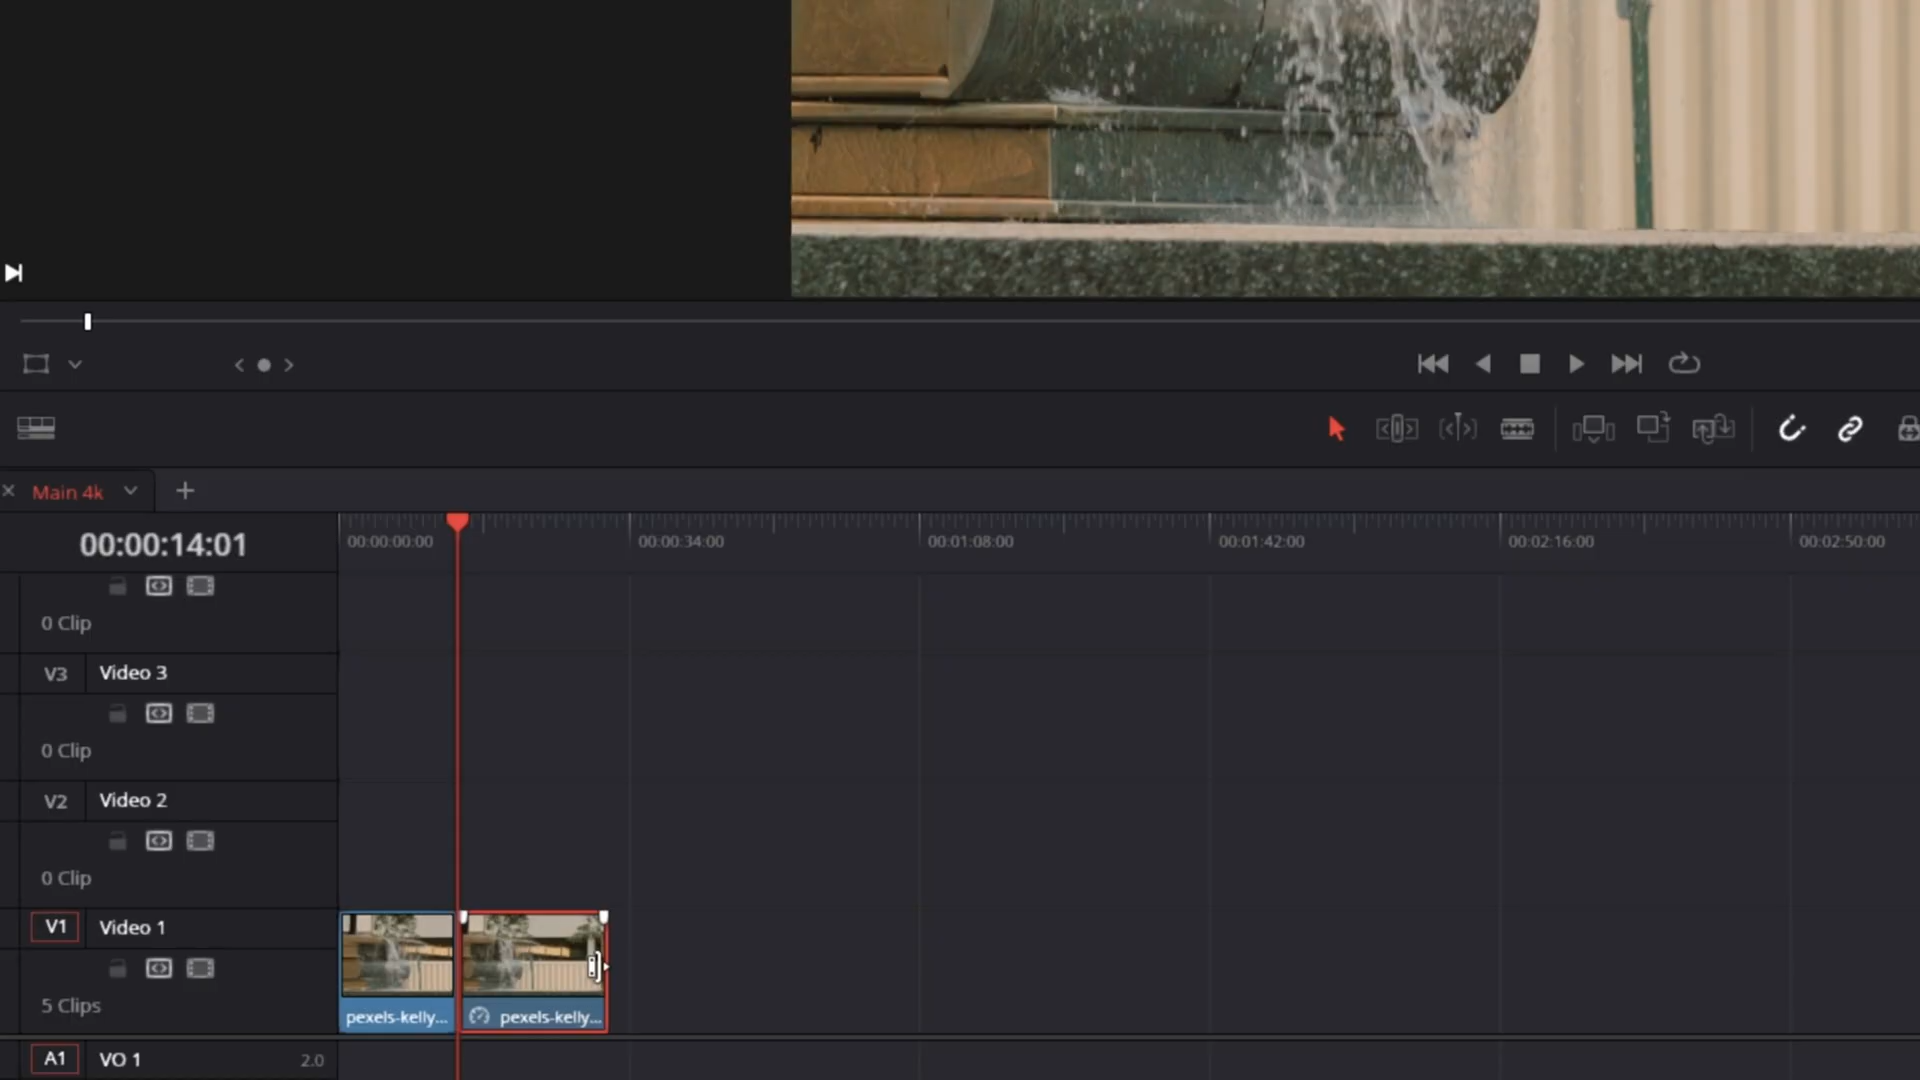 Main 4k
00:00:14:01
00:00:00:00
00:00:34:00
00:01:08:00
00:01:42:00
00:02:16:00
00:02:50:00
0 Clip
V3 Video 3
0 Clip
V2 Video 2
0 Clip
V1 Video 1
5 Clips
pexels-kelly...
pexels-kelly...
A1 VO 1 2.0